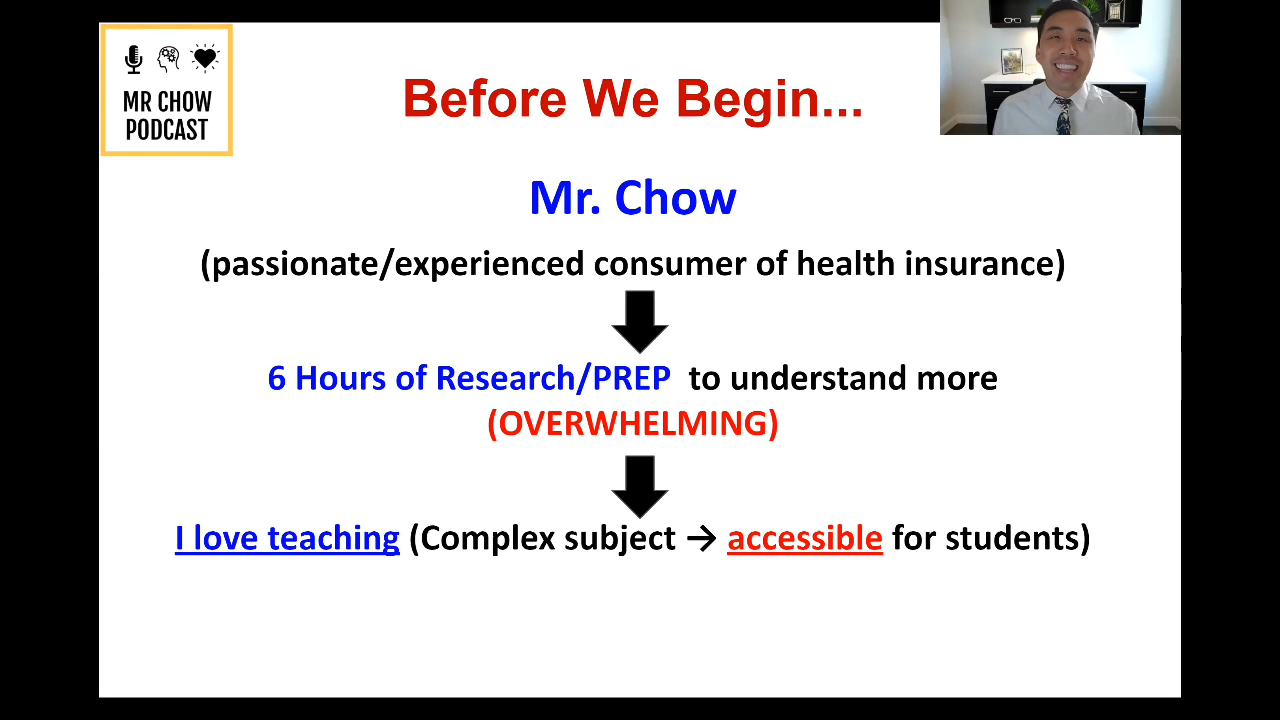 MR CHOW
PODCAST
Before We Begin...
Mr. Chow
(passionate/experienced consumer of health insurance)
6 Hours of Research/PREP to understand more
(OVERWHELMING)
I love teaching (Complex subject → accessible for students)